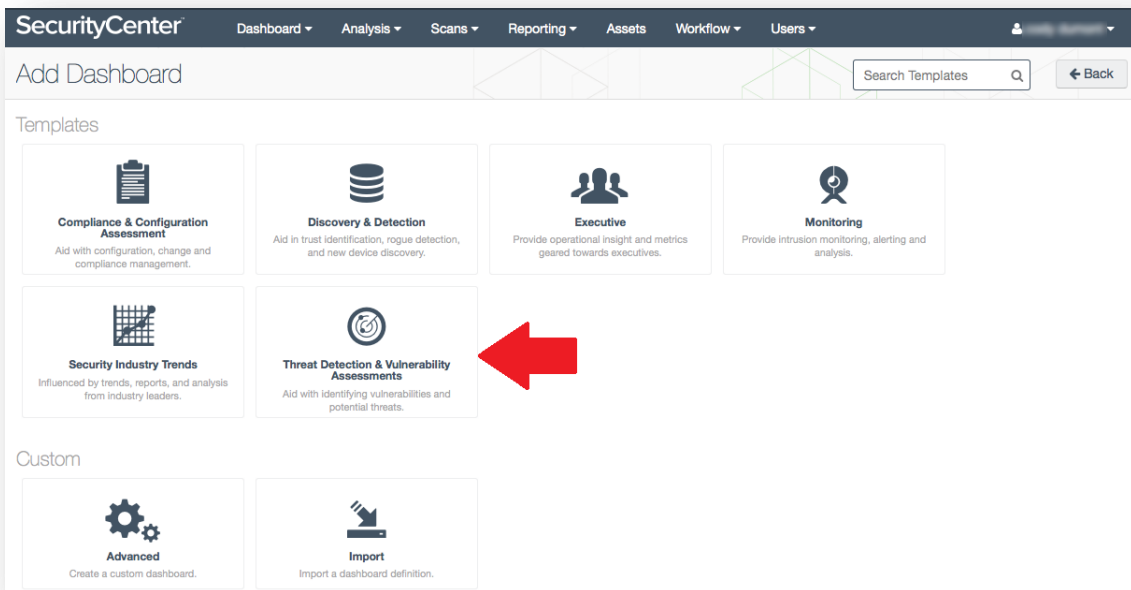 SecurityCenter Dashboard Analysis Scans Reporting Assets Workflow Users
Add Dashboard
Search Templates
Back
Templates
Compliance & Configuration
Assessment
Aid with configuration, change and
compliance management.
Discovery & Detection
Aid in trust identification, rogue detection,
and new device discovery.
Executive
Provide operational insight and metrics
geared towards executives.
Monitoring
Provide intrusion monitoring, alerting and
analysis.
Security Industry Trends
Influenced by trends, reports, and analysis
from industry leaders.
Threat Detection & Vulnerability
Assessments
Aid with identifying vulnerabilities and
potential threats.
Custom
Advanced
Create a custom dashboard.
Import
Import a dashboard definition.